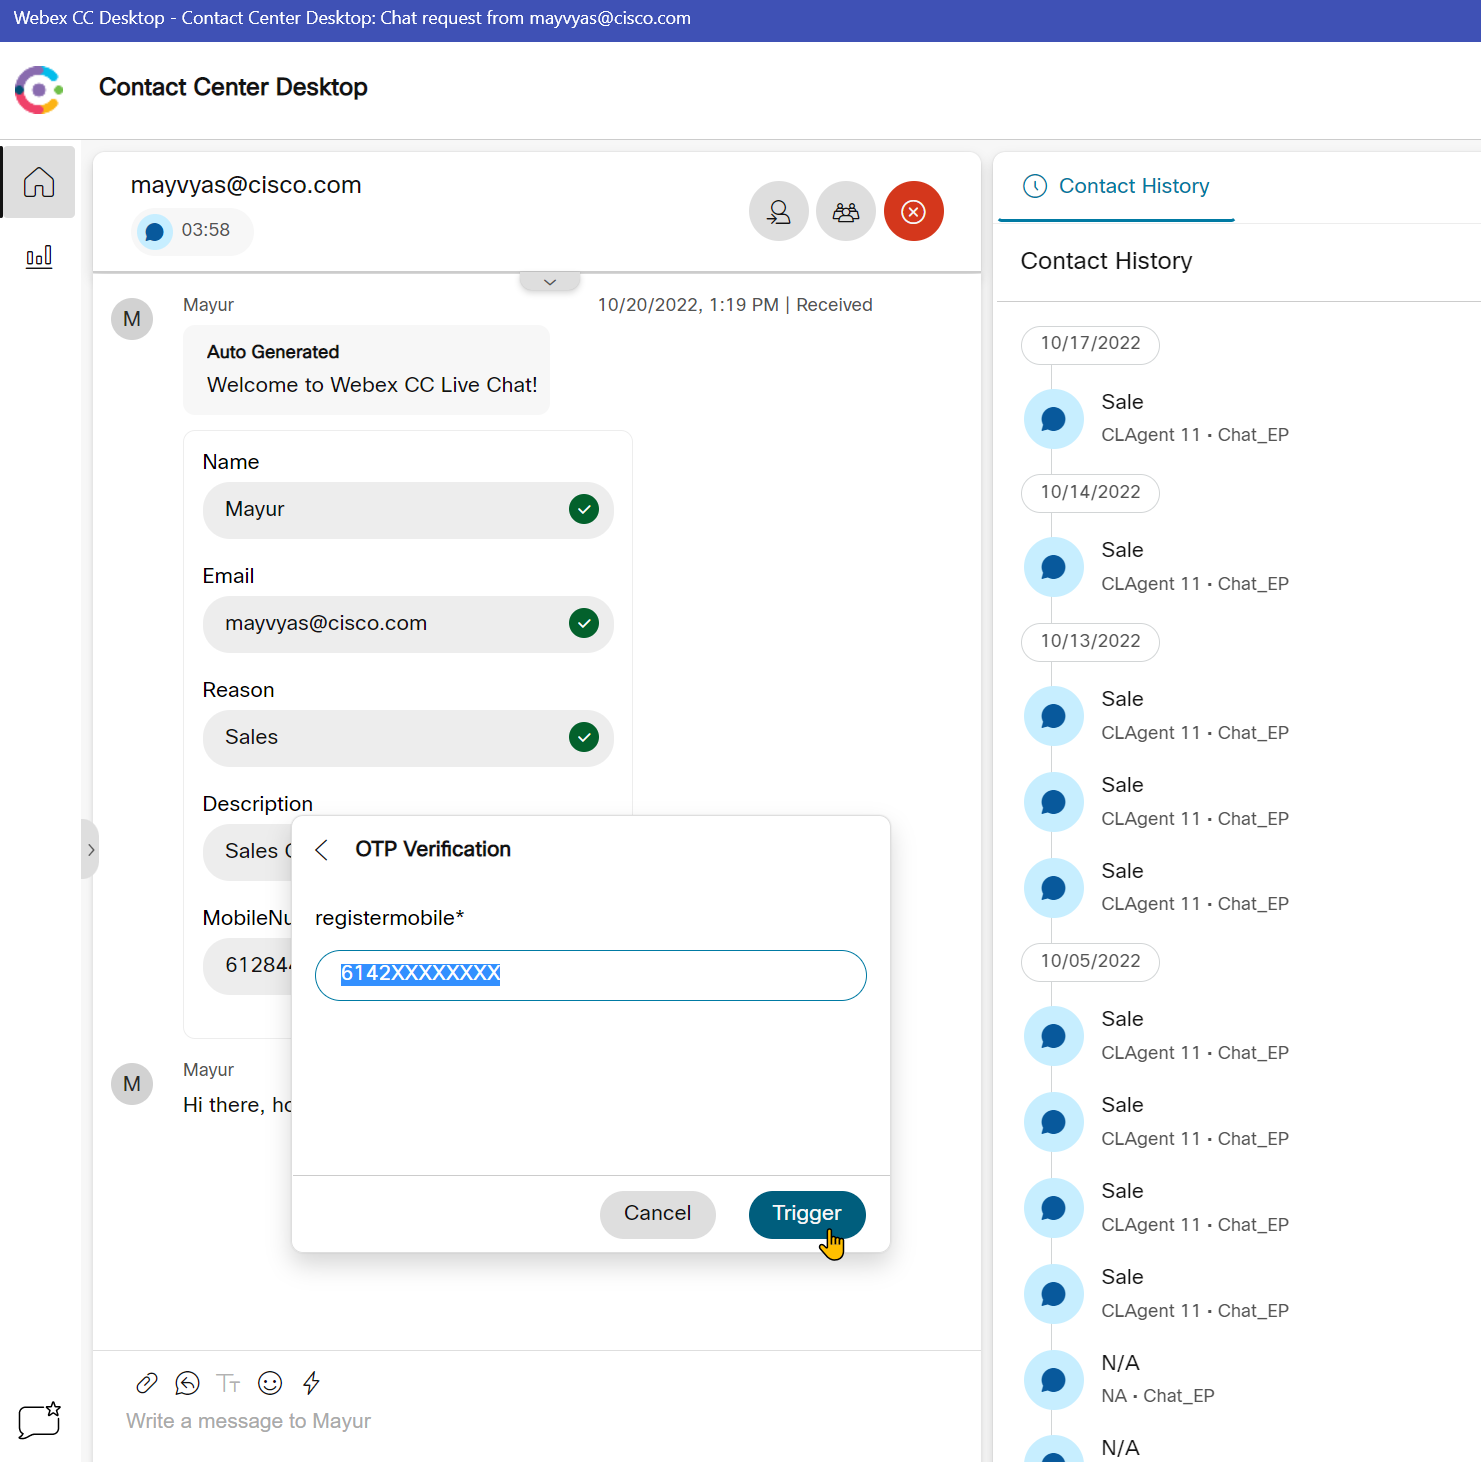 Webex CC Desktop - Contact Center Desktop: Chat request from mayvyas@cisco.com
Contact Center Desktop
mayvyas@cisco.com
03:58
M
Mayur
10/20/2022, 1:19 PM | Received
Auto Generated
Welcome to Webex CC Live Chat!
Name
Mayur
Email
mayvyas@cisco.com
Reason
Sales
Description
Sales
MobileNu
61284
OTP Verification
registermobile*
6142XXXXXXXX
Cancel
Trigger
M
Mayur
Hi there,
Write a message to Mayur
Contact History
Contact History
10/17/2022
Sale
CLAgent 11 • Chat_EP
10/14/2022
Sale
CLAgent 11 • Chat_EP
10/13/2022
Sale
CLAgent 11 • Chat_EP
Sale
CLAgent 11 • Chat_EP
Sale
CLAgent 11 • Chat_EP
10/05/2022
Sale
CLAgent 11 • Chat_EP
Sale
CLAgent 11 • Chat_EP
Sale
CLAgent 11 • Chat_EP
Sale
CLAgent 11 • Chat_EP
N/A
NA • Chat_EP
N/A